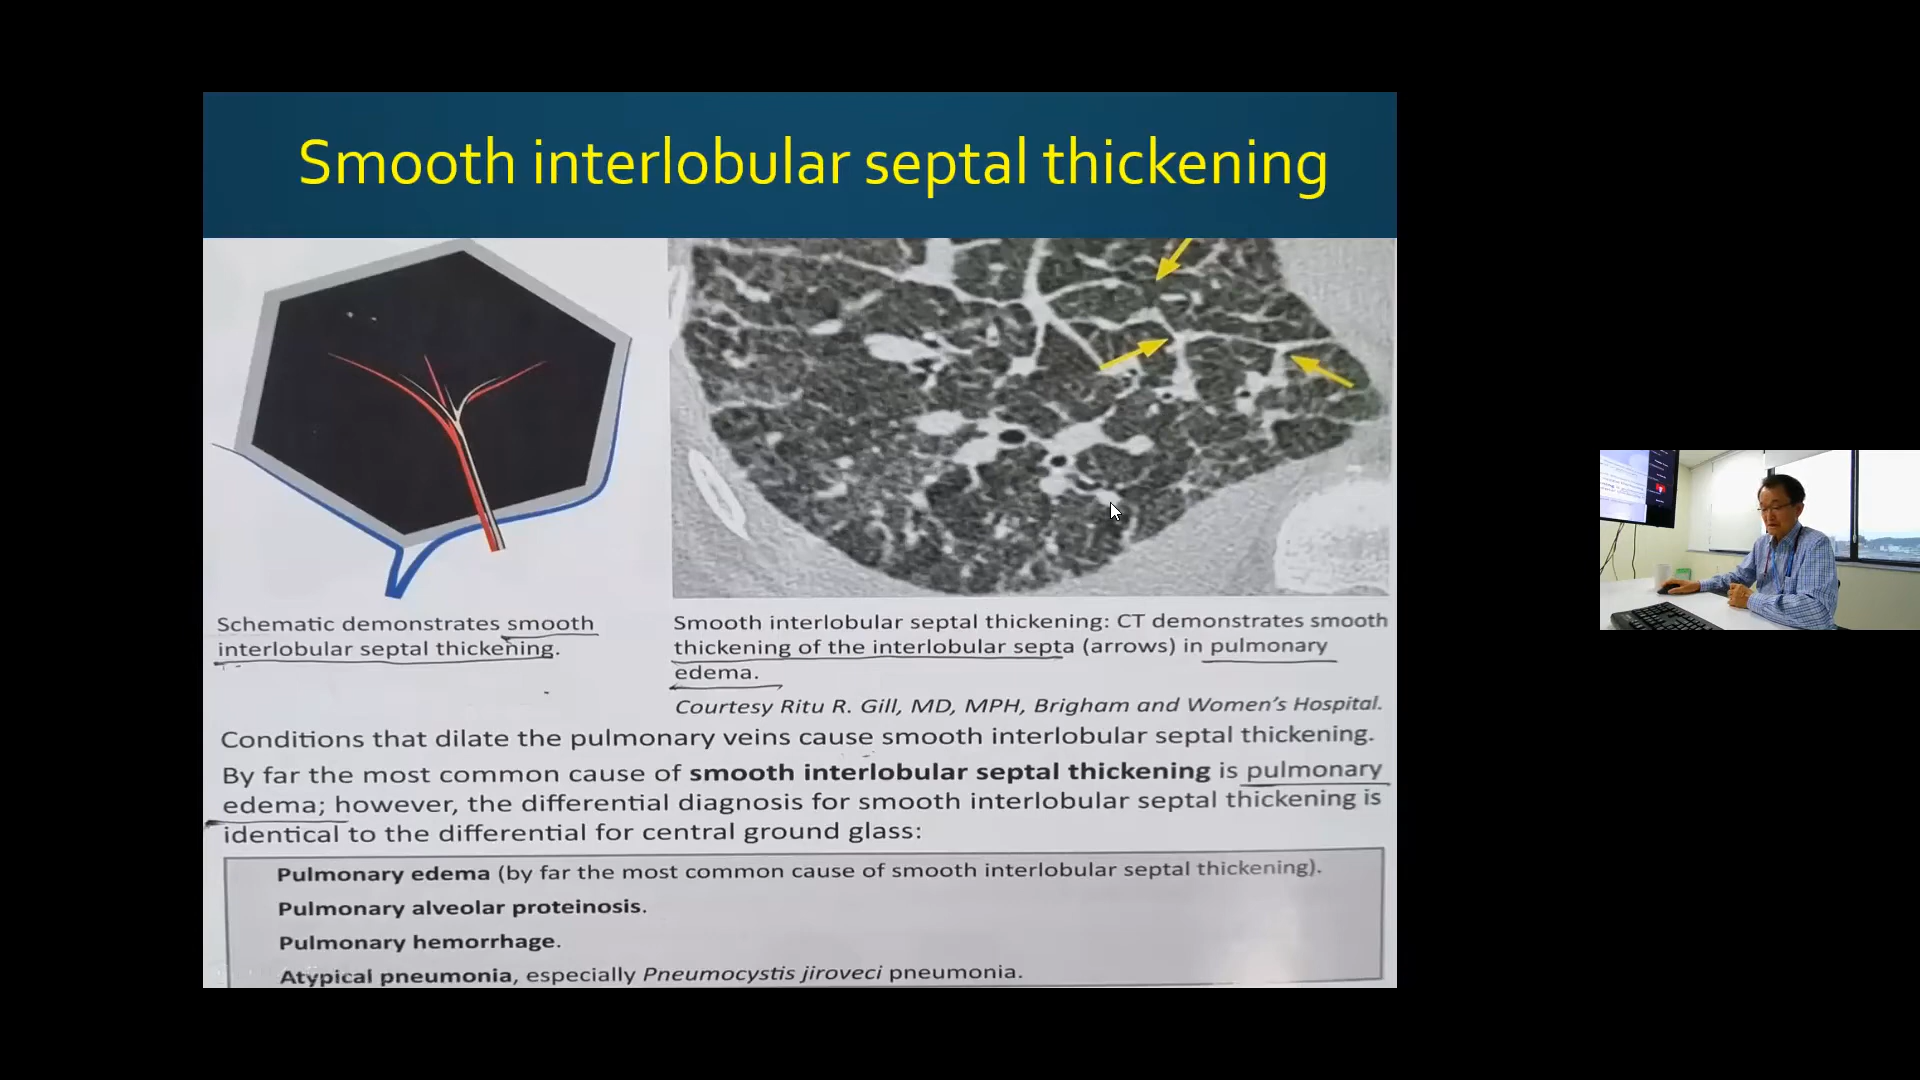 Smooth interlobular septal thickening
Schematic demonstrates smooth
interlobular septal thickening.
Smooth interlobular septal thickening: CT demonstrates smooth
thickening of the interlobular septa (arrows) in pulmonary
edema.
Courtesy Ritu R. Gill, MD, MPH, Brigham and Women's Hospital.
Conditions that dilate the pulmonary veins cause smooth interlobular septal thickening.
By far the most common cause of smooth interlobular septal thickening is pulmonary
edema; however, the differential diagnosis for smooth interlobular septal thickening is
identical to the differential for central ground glass:
Pulmonary edema (by far the most common cause of smooth interlobular septal thickening).
Pulmonary alveolar proteinosis.
Pulmonary hemorrhage.
Atypical pneumonia, especially Pneumocystis jiroveci pneumonia.